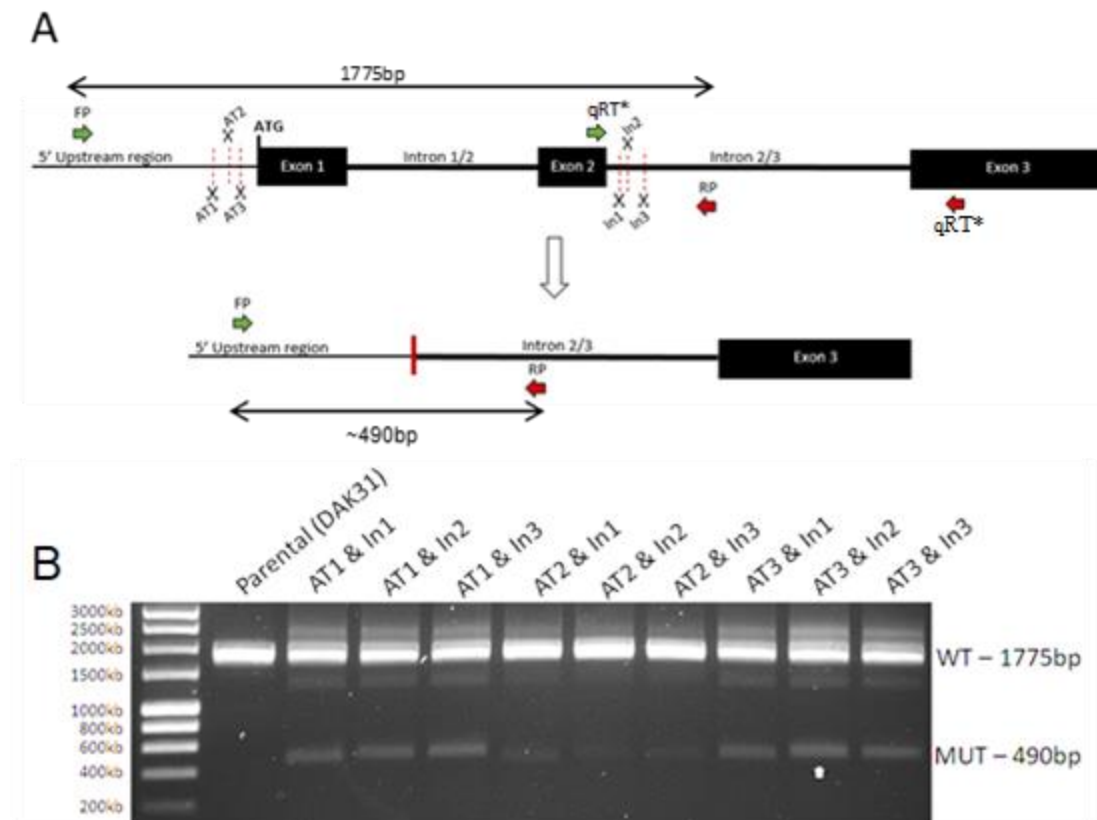 A
1775bp
FP
AT2
ATG
qRT*
In2
5' Upstream region
Exon 1
Intron 1/2
Exon 2
Intron 2/3
Exon 3
AT1
AT3
In1
In3
RP
qRT*
FP
5' Upstream region
Intron 2/3
Exon 3
RP
~490bp
B
Parental (DAK31)
AT1 & In1
AT1 & In2
AT1 & In3
AT2 & In1
AT2 & In2
AT2 & In3
AT3 & In1
AT3 & In2
AT3 & In3
3000kb
2500kb
2000kb
1500kb
1000kb
800kb
600kb
400kb
200kb
WT – 1775bp
MUT – 490bp